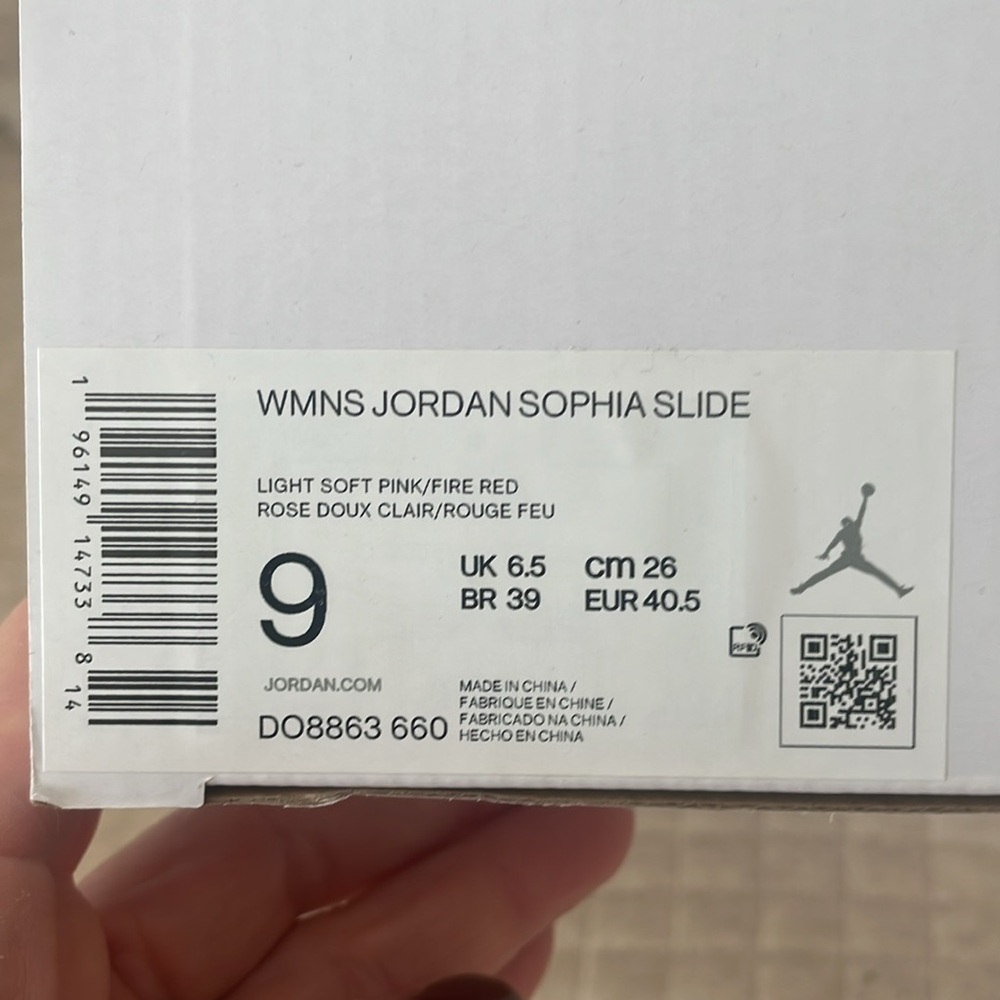 WMNS JORDAN SOPHIA SLIDE
LIGHT SOFT PINK/FIRE RED
ROSE DOUX CLAIR/ROUGE FEU
9
UK 6.5 cm 26
BR 39 EUR 40.5
RFID
JORDAN.COM
DO8863 660
MADE IN CHINA /
FABRIQUE EN CHINE /
FABRICADO NA CHINA /
HECHO EN CHINA
1 96149 14733 8 14